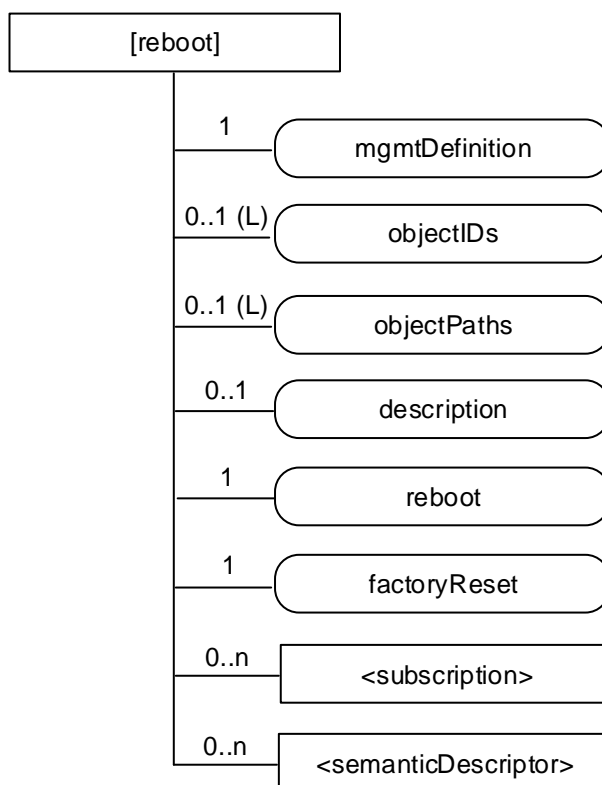 [reboot]
1
mgmtDefinition
0..1 (L)
objectIDs
0..1 (L)
objectPaths
0..1
description
1
reboot
1
factoryReset
0..n
<subscription>
0..n
<semanticDescriptor>